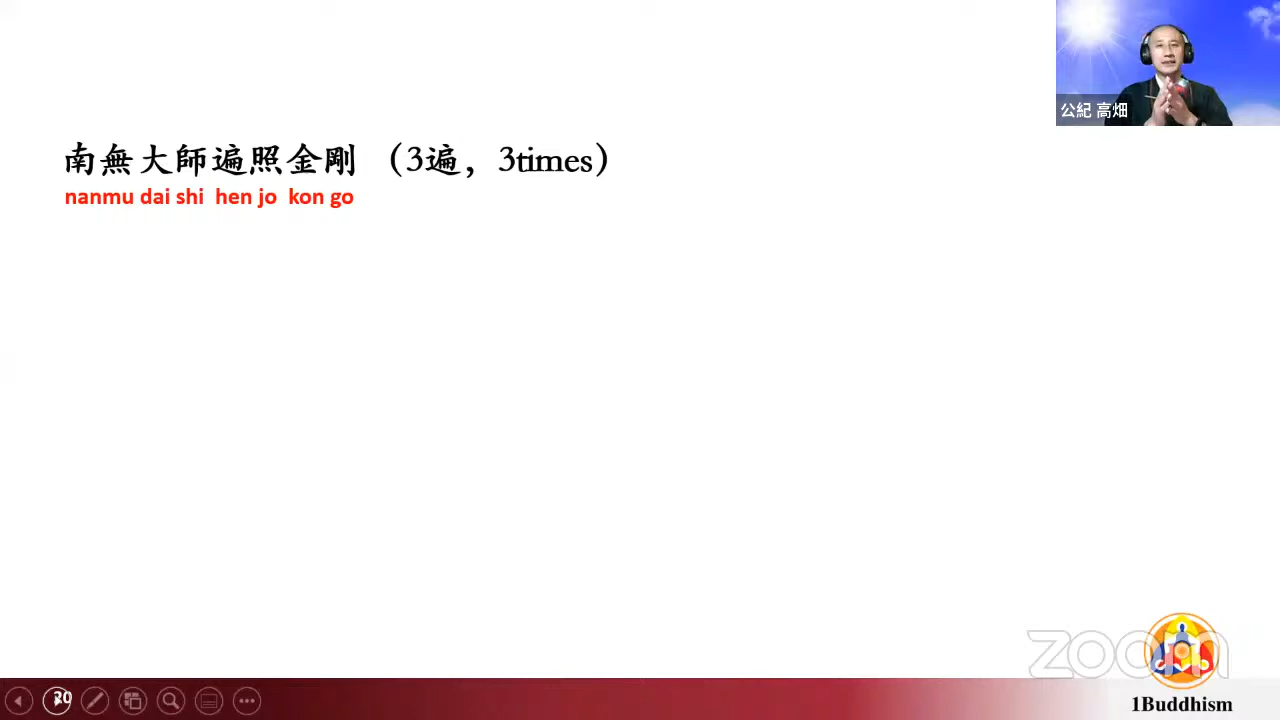 公紀 高畑
南無大師遍照金剛 （3遍，3times）
nanmu dai shi hen jo kon go
zoom
20
1Buddhism